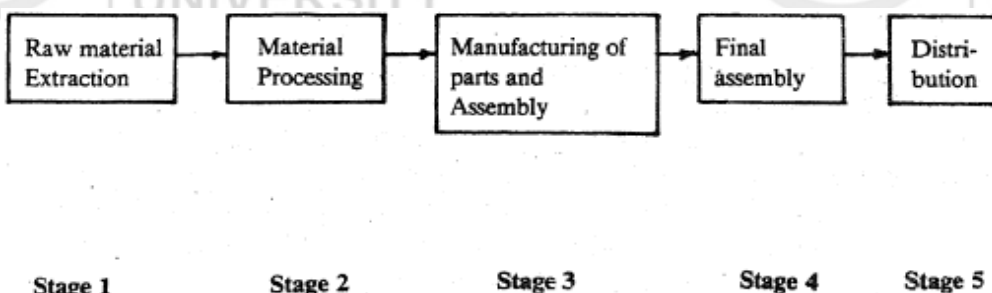 UNIVERSITY
Raw material
Extraction
Material
Processing
Manufacturing of
parts and
Assembly
Final
assembly
Distri-
bution
Stage 1
Stage 2
Stage 3
Stage 4
Stage 5